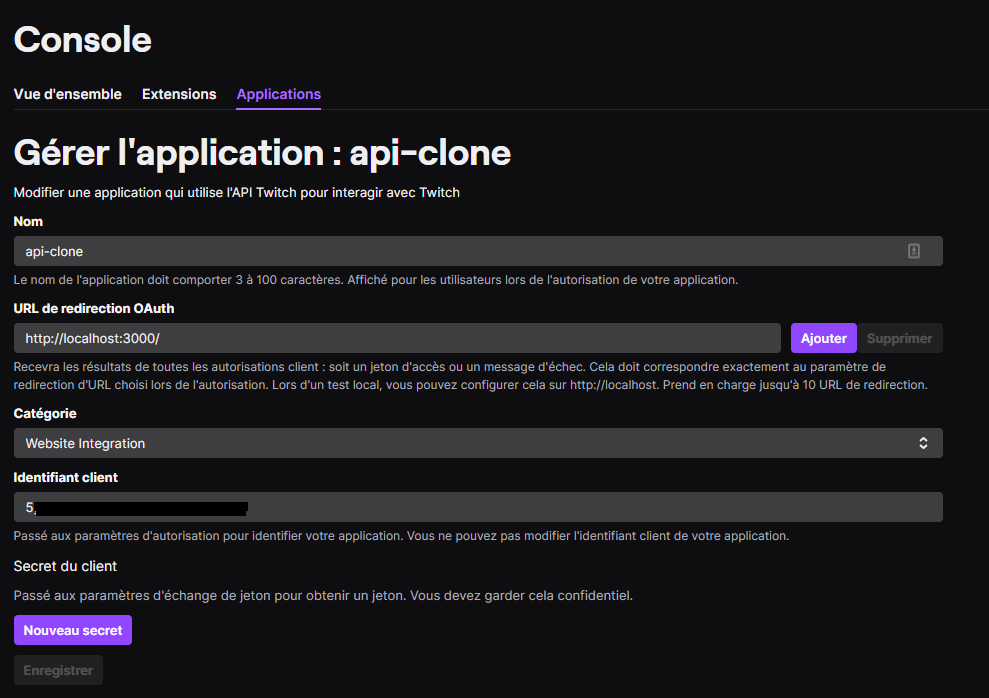 Console
Vue d'ensemble Extensions Applications
Gérer l'application : api-clone
Modifier une application qui utilise l'API Twitch pour interagir avec Twitch
Nom
api-clone
Le nom de l'application doit comporter 3 à 100 caractères. Affiché pour les utilisateurs lors de l'autorisation de votre application.
URL de redirection OAuth
http://localhost:3000/ Ajouter Supprimer
Recevra les résultats de toutes les autorisations client : soit un jeton d'accès ou un message d'échec. Cela doit correspondre exactement au paramètre de
redirection d'URL choisi lors de l'autorisation. Lors d'un test local, vous pouvez configurer cela sur http://localhost. Prend en charge jusqu'à 10 URL de redirection.
Catégorie
Website Integration
Identifiant client
5
Passé aux paramètres d'autorisation pour identifier votre application. Vous ne pouvez pas modifier l'identifiant client de votre application.
Secret du client
Passé aux paramètres d'échange de jeton pour obtenir un jeton. Vous devez garder cela confidentiel.
Nouveau secret
Enregistrer